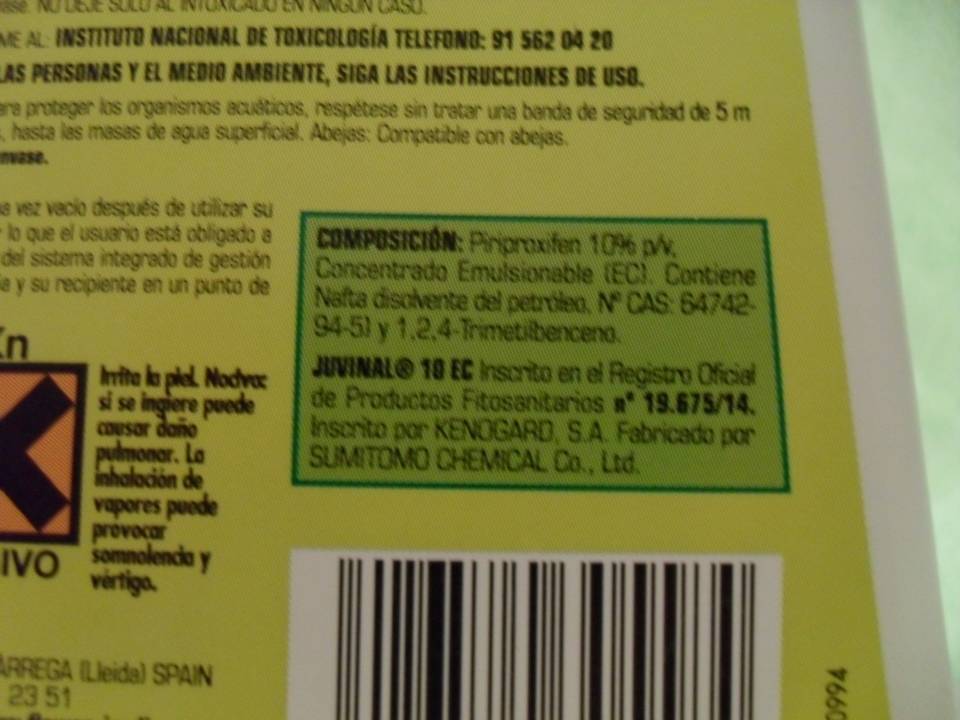 vase. NO DEJE SOLO AL INTOXICADO EN NINGÚN CASO.
ME AL: INSTITUTO NACIONAL DE TOXICOLOGÍA TELEFONO: 91 562 04 20
LAS PERSONAS Y EL MEDIO AMBIENTE, SIGA LAS INSTRUCCIONES DE USO.
ara proteger los organismos acuáticos, respétese sin tratar una banda de seguridad de 5 m
, hasta las masas de agua superficial. Abejas: Compatible con abejas.
nvase.
a vez vacío después de utilizar su
r lo que el usuario está obligado a
del sistema integrado de gestión
a y su recipiente en un punto de
COMPOSICIÓN: Piriproxifen 10% p/v,
Concentrado Emulsionable (EC). Contiene
Nafta disolvente del petróleo, Nº CAS: 64742-
94-5) y 1,2,4-Trimetilbenceno.
JUVINAL® 10 EC Inscrito en el Registro Oficial
de Productos Fitosanitarios nº 19.675/14.
Inscrito por KENOGARD, S.A. Fabricado por
SUMITOMO CHEMICAL Co., Ltd.
Xn
Irrita la piel. Nocivo:
si se ingiere puede
causar daño
pulmonar. La
inhalación de
vapores puede
provocar
somnolencia y
vértigo.
IVO
ÀRREGA (Lleida) SPAIN
23 51
0994